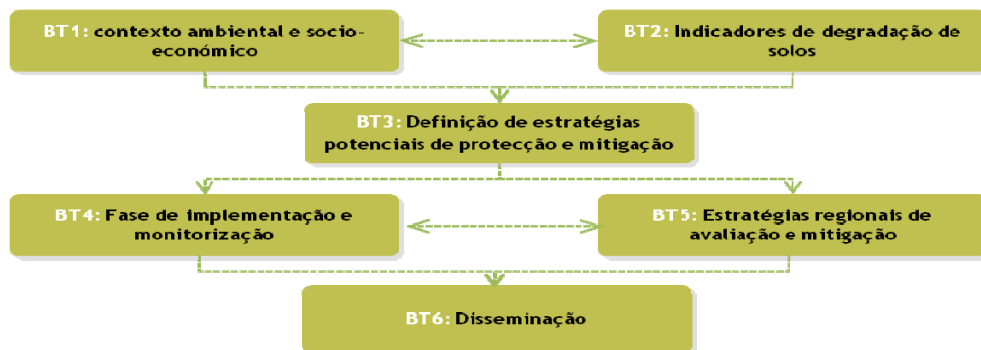 BT1: contexto ambiental e socio-
económico
BT2: Indicadores de degradação de
solos
BT3: Definição de estratégias
potenciais de protecção e mitigação
BT4: Fase de implementação e
monitorização
BT5: Estratégias regionais de
avaliação e mitigação
BT6: Disseminação